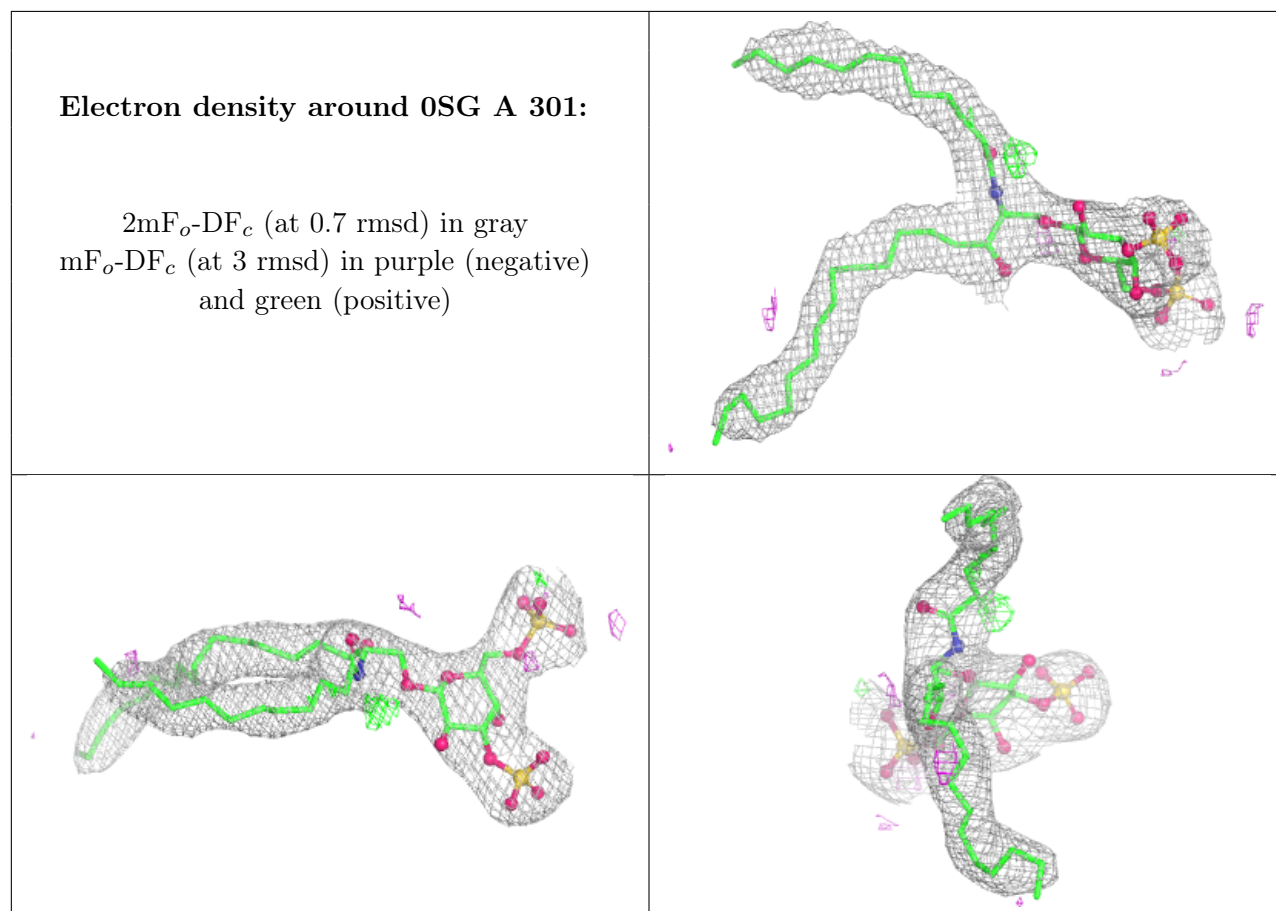 Electron density around 0SG A 301:
2mFo-DFc (at 0.7 rmsd) in gray
mFo-DFc (at 3 rmsd) in purple (negative)
and green (positive)